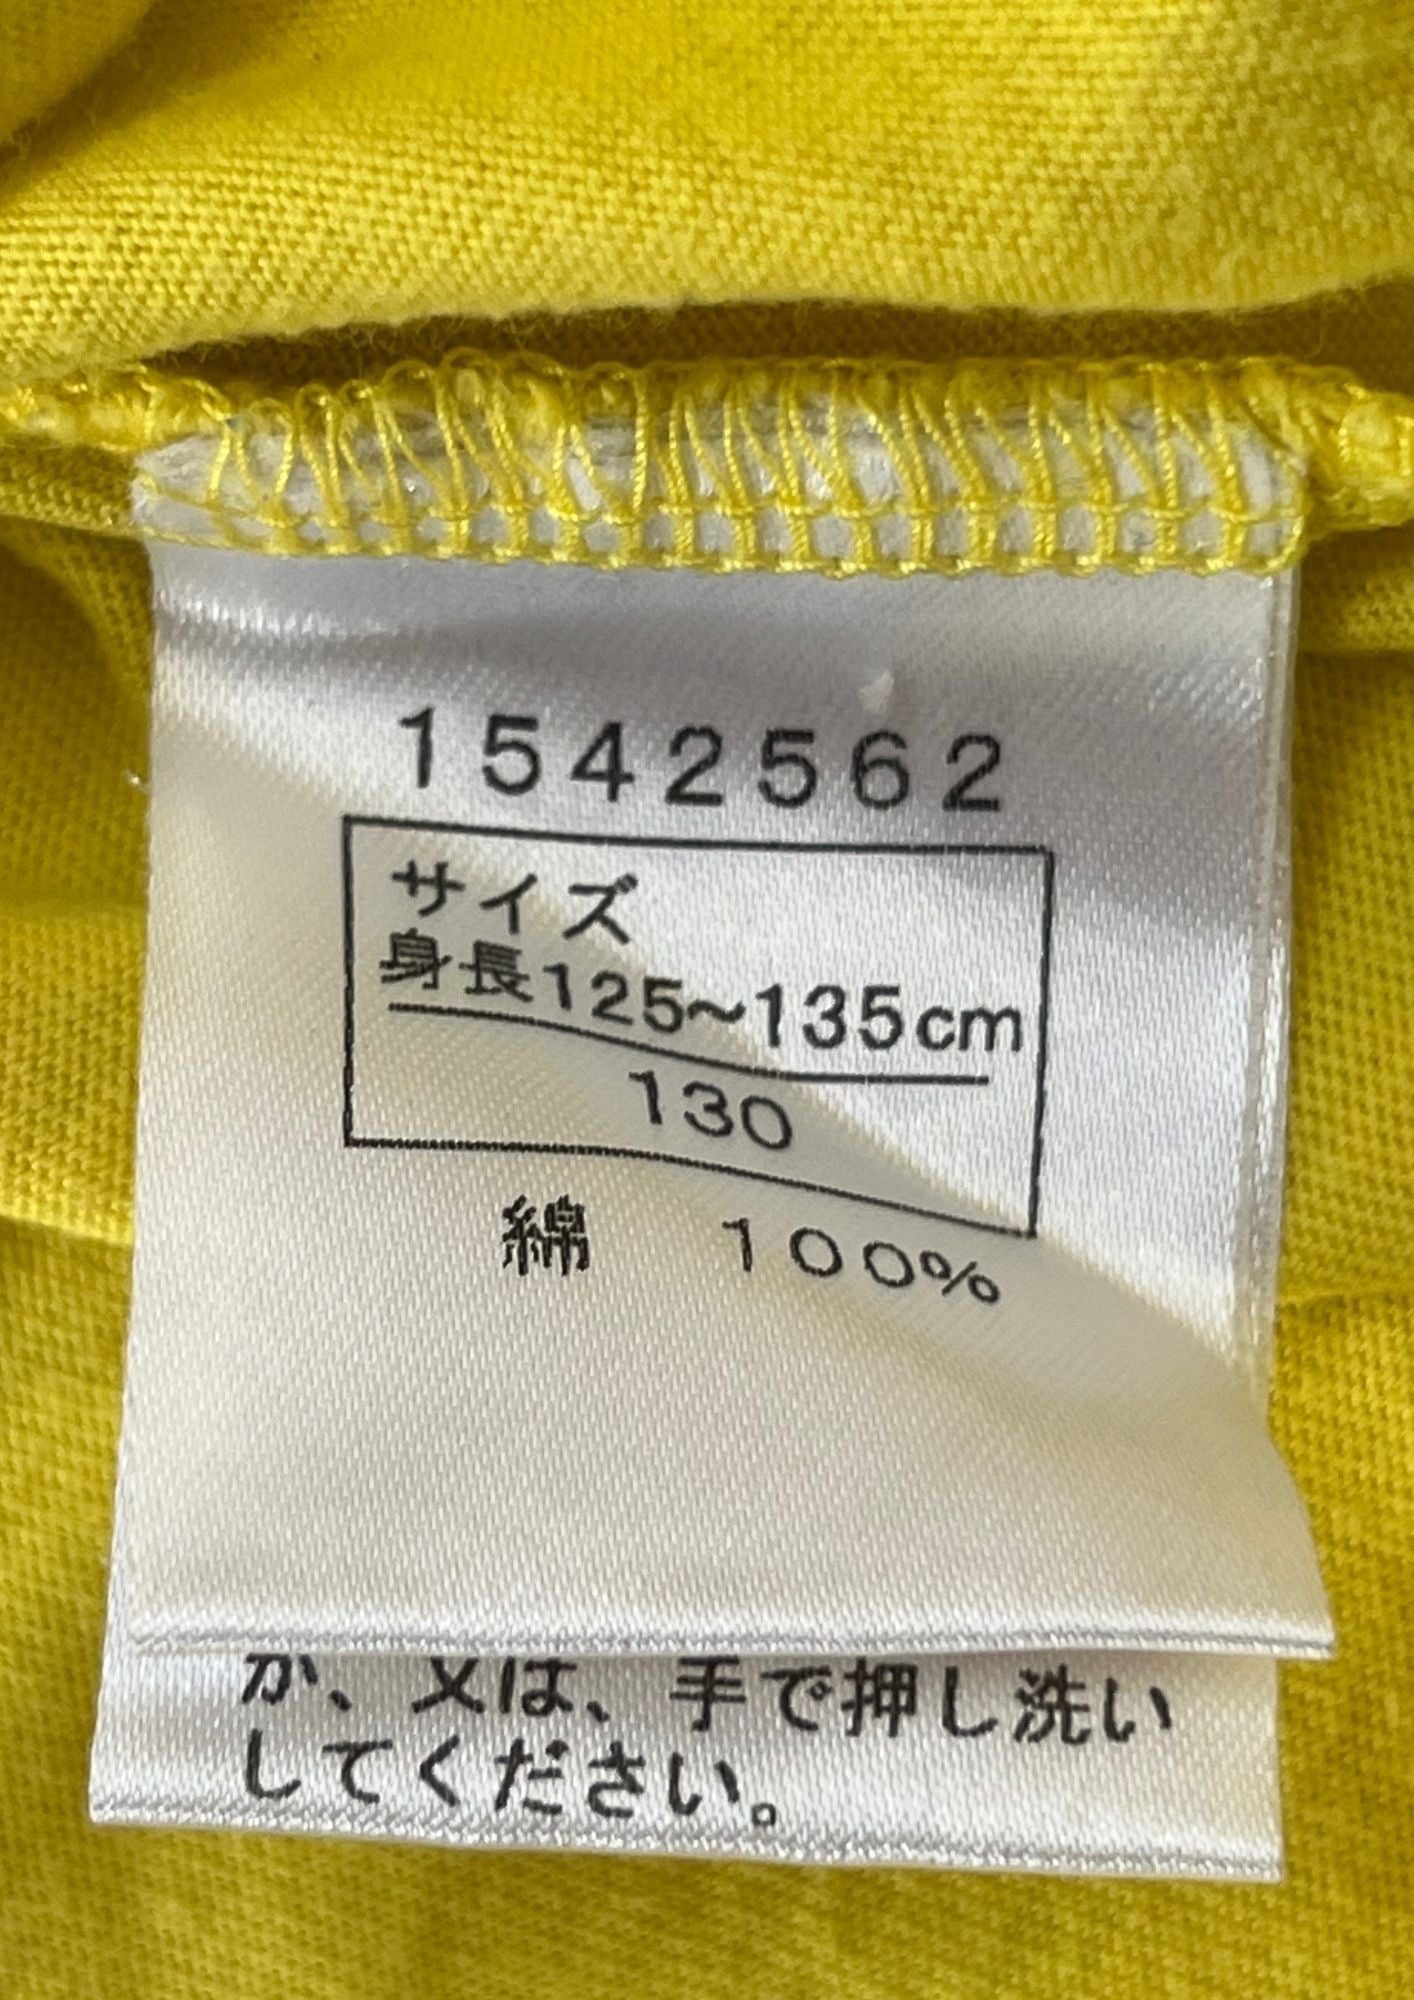 1542562
サイズ
身長125~135cm
130
綿 100%
か、又は、手で押し洗い
してください。